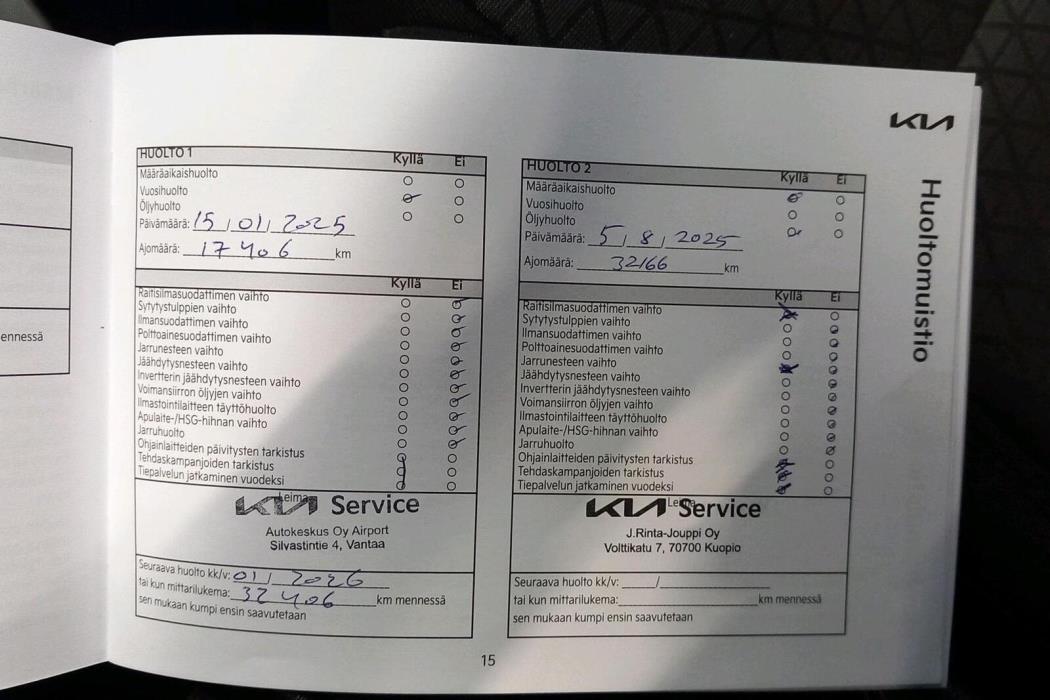 ennessä
HUOLTO 1 Kyllä Ei
Määräaikaishuolto
Vuosihuolto
Öljyhuolto
Päivämäärä: 15 / 01 / 2025
Ajomäärä: 17 406 km
Kyllä Ei
Raitisilmasuodattimen vaihto
Sytytystulppien vaihto
Ilmansuodattimen vaihto
Polttoainesuodattimen vaihto
Jarrunesteen vaihto
Jäähdytysnesteen vaihto
Invertterin jäähdytysnesteen vaihto
Voimansiirron öljyjen vaihto
Ilmastointilaitteen täyttöhuolto
Apulaite-/HSG-hihnan vaihto
Jarruhuolto
Ohjainlaitteiden päivitysten tarkistus
Tehdaskampanjoiden tarkistus
Tiepalvelun jatkaminen vuodeksi
Leima
KIA Service
Autokeskus Oy Airport
Silvastintie 4, Vantaa
Seuraava huolto kk/v: 01 / 2026
tai kun mittarilukema: 32 406 km mennessä
sen mukaan kumpi ensin saavutetaan
HUOLTO 2 Kyllä Ei
Määräaikaishuolto
Vuosihuolto
Öljyhuolto
Päivämäärä: 5 / 8 / 2025
Ajomäärä: 32166 km
Kyllä Ei
Raitisilmasuodattimen vaihto
Sytytystulppien vaihto
Ilmansuodattimen vaihto
Polttoainesuodattimen vaihto
Jarrunesteen vaihto
Jäähdytysnesteen vaihto
Invertterin jäähdytysnesteen vaihto
Voimansiirron öljyjen vaihto
Ilmastointilaitteen täyttöhuolto
Apulaite-/HSG-hihnan vaihto
Jarruhuolto
Ohjainlaitteiden päivitysten tarkistus
Tehdaskampanjoiden tarkistus
Tiepalvelun jatkaminen vuodeksi
KIA Service
J.Rinta-Jouppi Oy
Volttikatu 7, 70700 Kuopio
Seuraava huolto kk/v: /
tai kun mittarilukema: km mennessä
sen mukaan kumpi ensin saavutetaan
KIA
Huoltomuistio
15